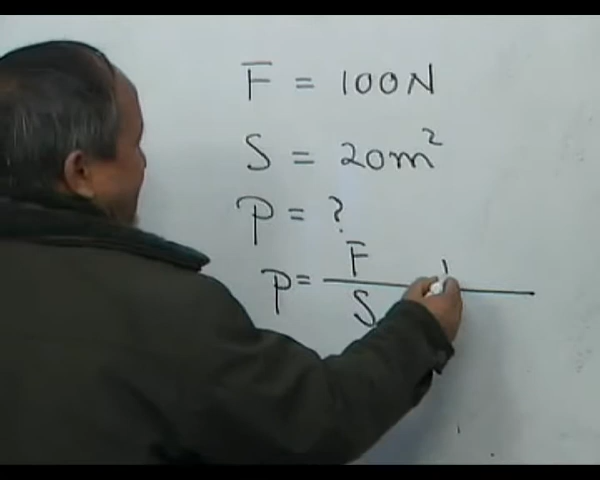 F = 100N
S = 20m²
P = ?
P = F
S